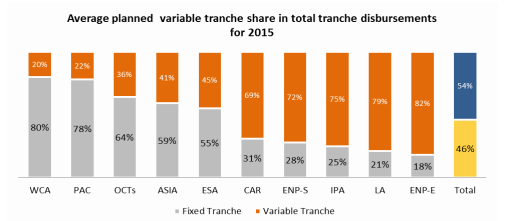 Average planned variable tranche share in total tranche disbursements
for 2015
20% 22% 36% 41% 45% 69% 72% 75% 79% 82% 54%
80% 78% 64% 59% 55% 31% 28% 25% 21% 18% 46%
WCA PAC OCTs ASIA ESA CAR ENP-S IPA LA ENP-E Total
Fixed Tranche Variable Tranche